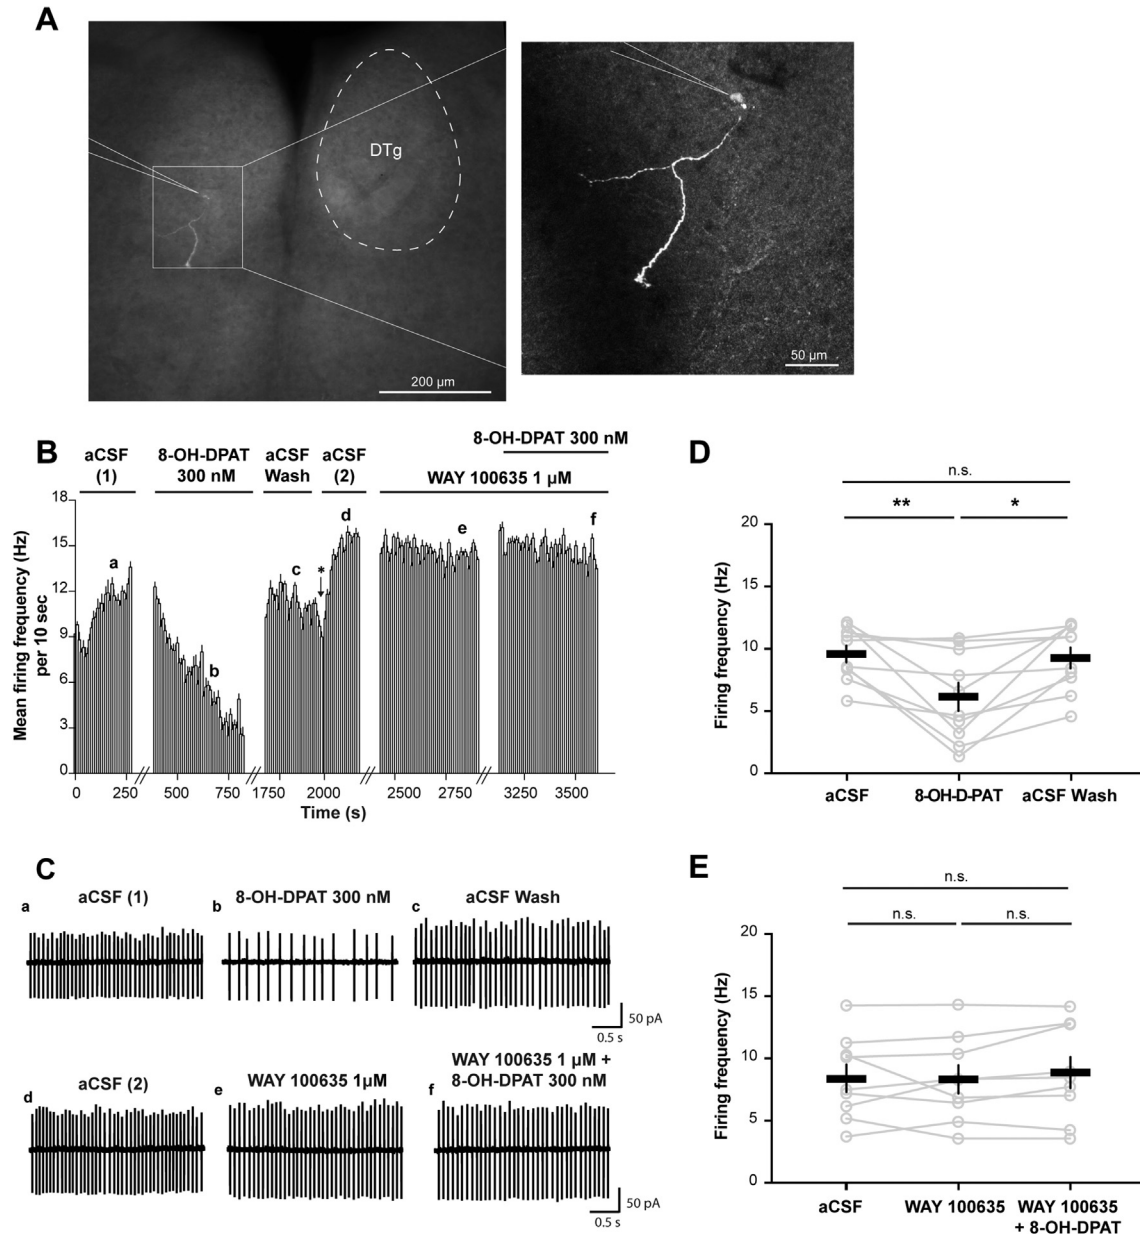 A
DTg
200 µm
50 µm
B
aCSF
(1)
8-OH-DPAT
300 nM
aCSF
Wash
aCSF
(2)
8-OH-DPAT 300 nM
WAY 100635 1 µM
Mean firing frequency (Hz)
per 10 sec
18
15
12
9
6
3
0
a
b
c
*
d
e
f
0
250
500
750
1750
2000
2500
2750
3250
3500
Time (s)
C
a
aCSF (1)
b
8-OH-DPAT 300 nM
c
aCSF Wash
50 pA
0.5 s
d
aCSF (2)
e
WAY 100635 1µM
f
WAY 100635 1 µM +
8-OH-DPAT 300 nM
50 pA
0.5 s
D
n.s.
**
*
Firing frequency (Hz)
20
15
10
5
0
aCSF
8-OH-D-PAT
aCSF Wash
E
n.s.
n.s.
n.s.
Firing frequency (Hz)
20
15
10
5
0
aCSF
WAY 100635
WAY 100635
+ 8-OH-DPAT